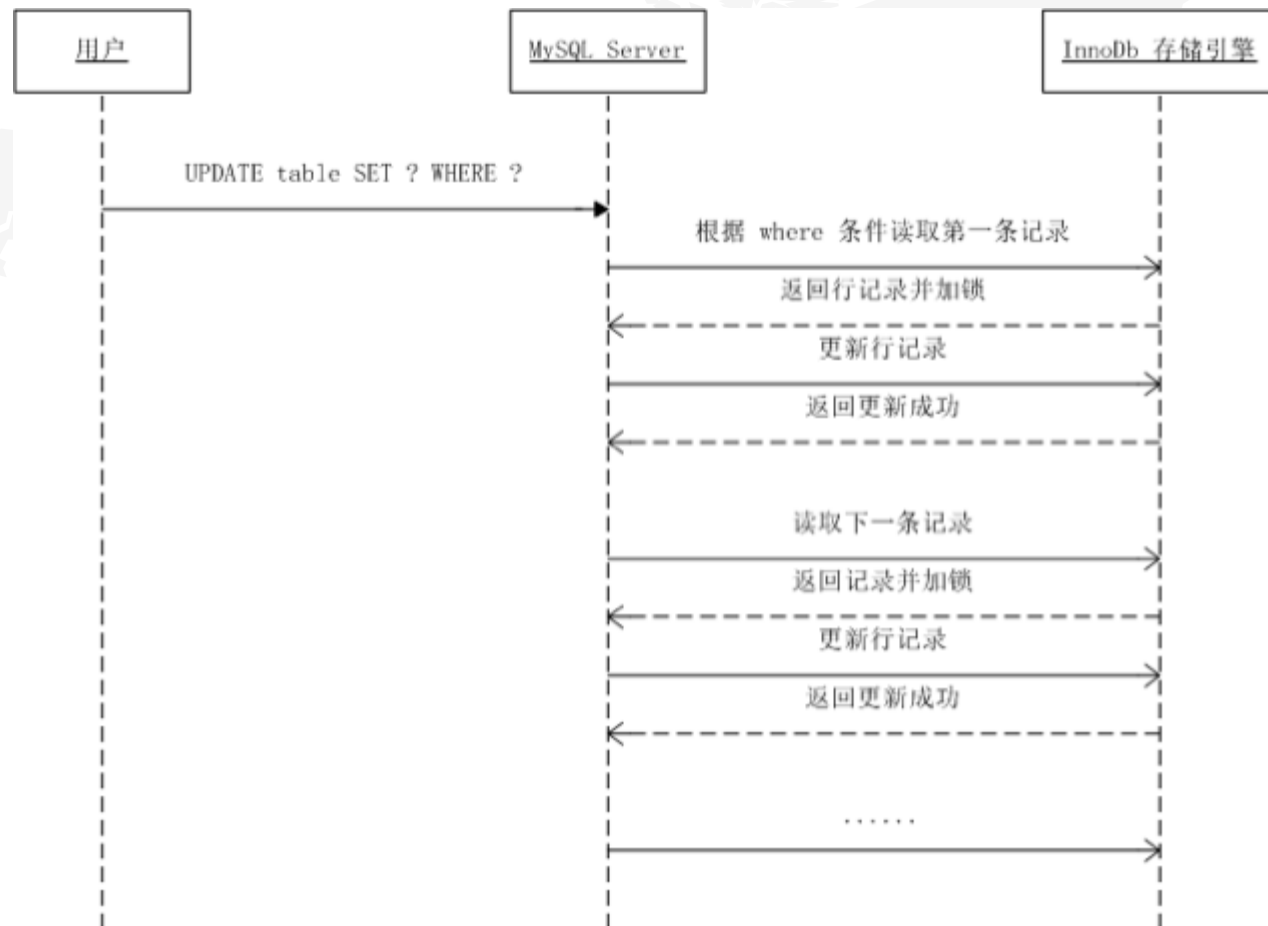 用户
MySQL Server
InnoDb 存储引擎
UPDATE table SET ? WHERE ?
根据 where 条件读取第一条记录
返回行记录并加锁
更新行记录
返回更新成功
读取下一条记录
返回记录并加锁
更新行记录
返回更新成功
......